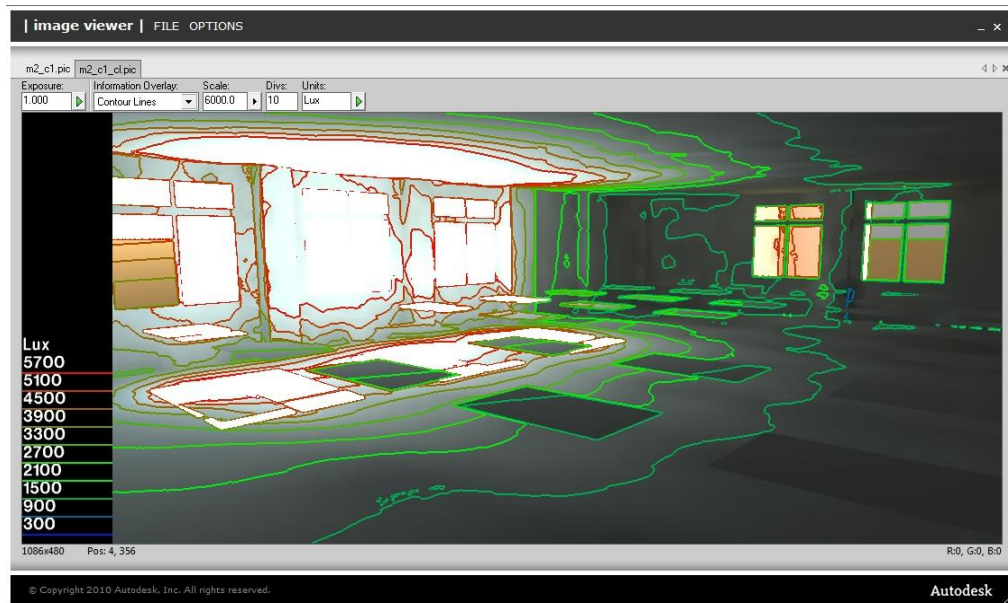 | image viewer | FILE OPTIONS
m2_c1.pic m2_c1_cl.pic
Exposure: Information Overlay: Scale: Divs: Units:
1.000 Contour Lines 6000.0 10 Lux
Lux
5700
5100
4500
3900
3300
2700
2100
1500
900
300
1086x480 Pos: 4, 356 R:0, G:0, B:0
© Copyright 2010 Autodesk, Inc. All rights reserved. Autodesk